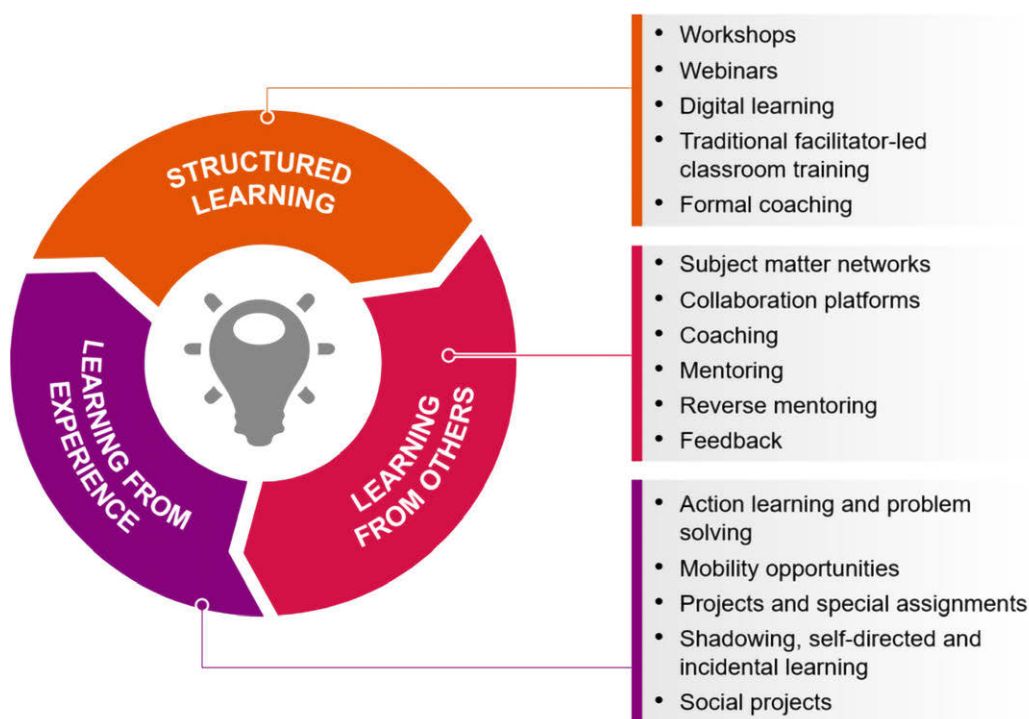 STRUCTURED
LEARNING
• Workshops
• Webinars
• Digital learning
• Traditional facilitator-led
classroom training
• Formal coaching
LEARNING
FROM OTHERS
• Subject matter networks
• Collaboration platforms
• Coaching
• Mentoring
• Reverse mentoring
• Feedback
LEARNING FROM
EXPERIENCE
• Action learning and problem
solving
• Mobility opportunities
• Projects and special assignments
• Shadowing, self-directed and
incidental learning
• Social projects